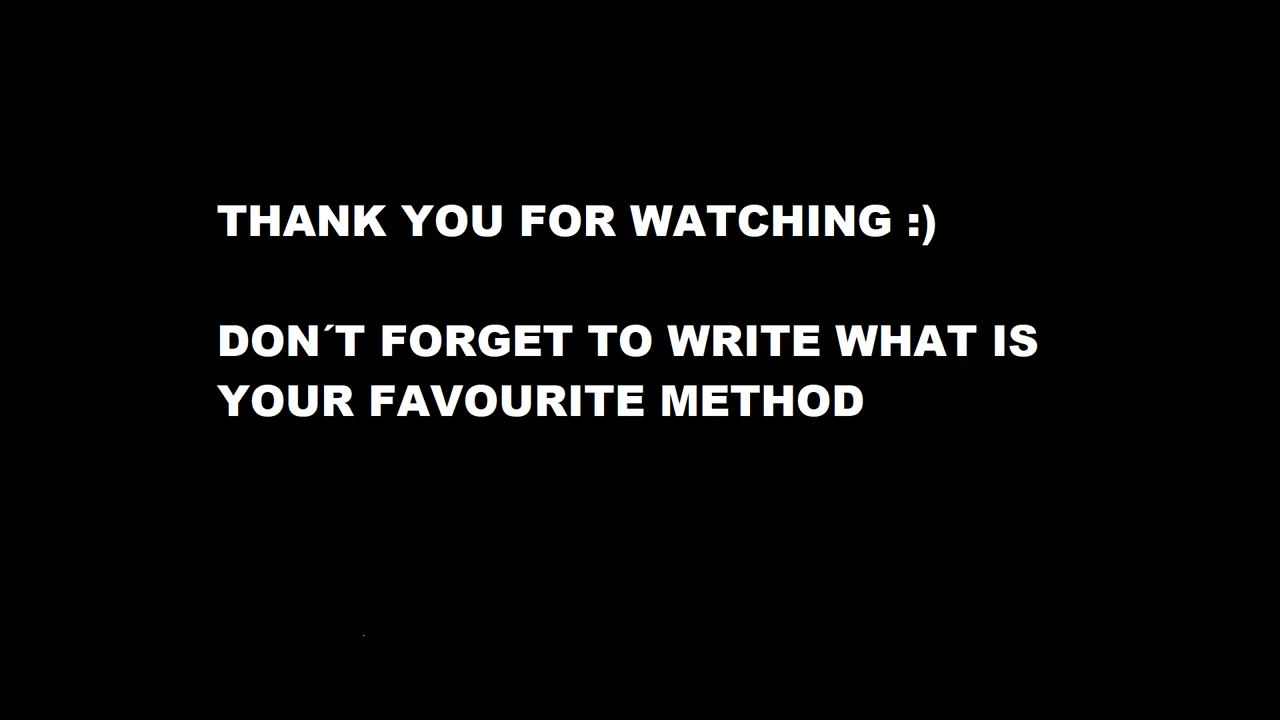 THANK YOU FOR WATCHING :)
DON´T FORGET TO WRITE WHAT IS
YOUR FAVOURITE METHOD